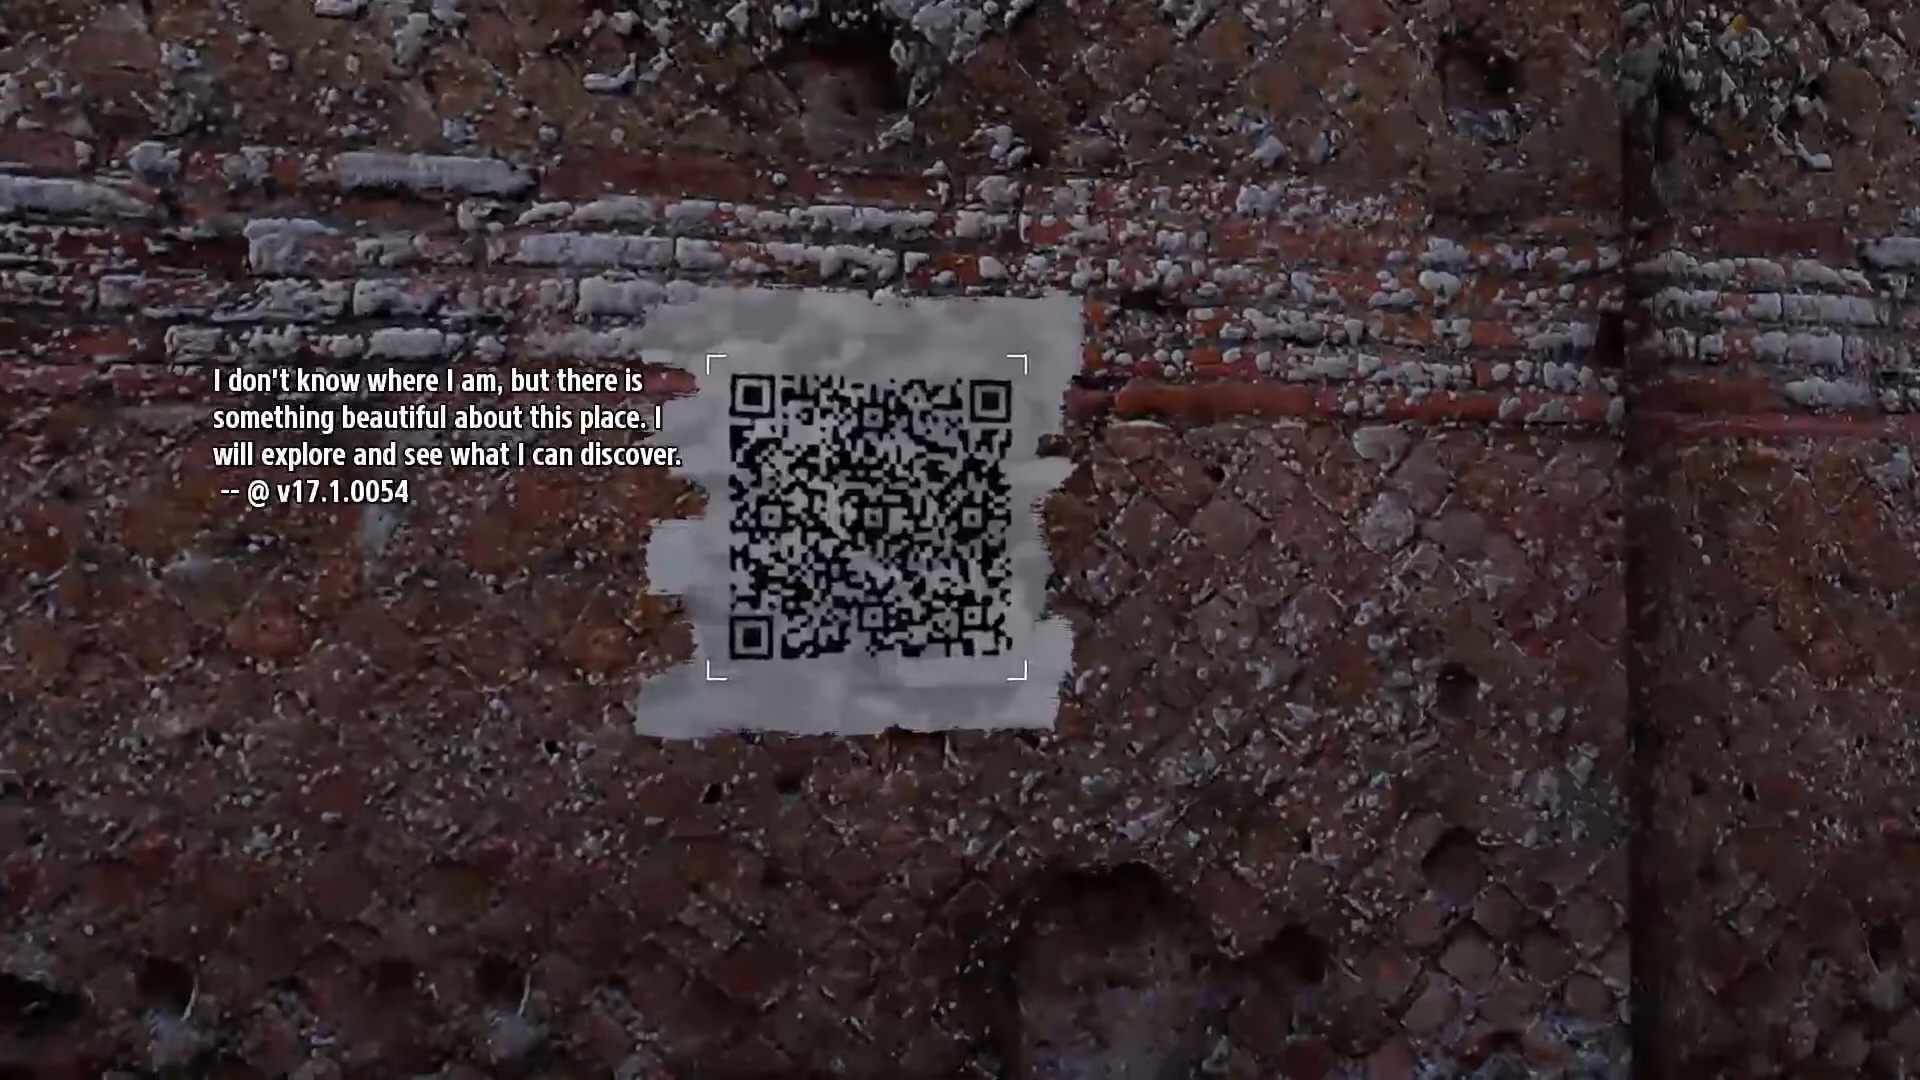 I don't know where I am, but there is
something beautiful about this place. I
will explore and see what I can discover.
-- @ v17.1.0054